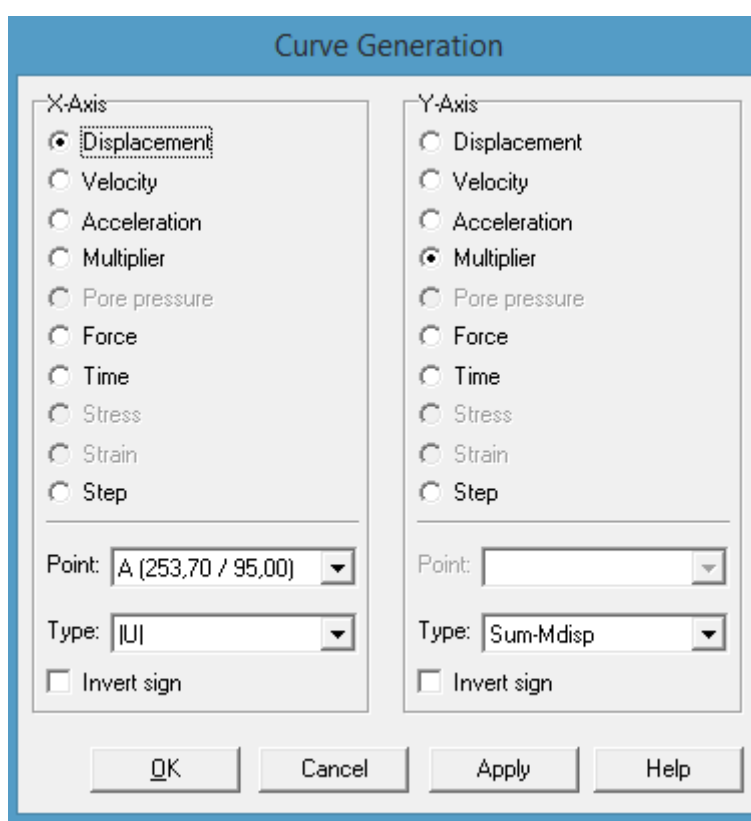 Curve Generation
X-Axis
Displacement
Velocity
Acceleration
Multiplier
Pore pressure
Force
Time
Stress
Strain
Step
Point: A (253,70 / 95,00)
Type: |U|
Invert sign
Y-Axis
Displacement
Velocity
Acceleration
Multiplier
Pore pressure
Force
Time
Stress
Strain
Step
Point:
Type: Sum-Mdisp
Invert sign
OK Cancel Apply Help